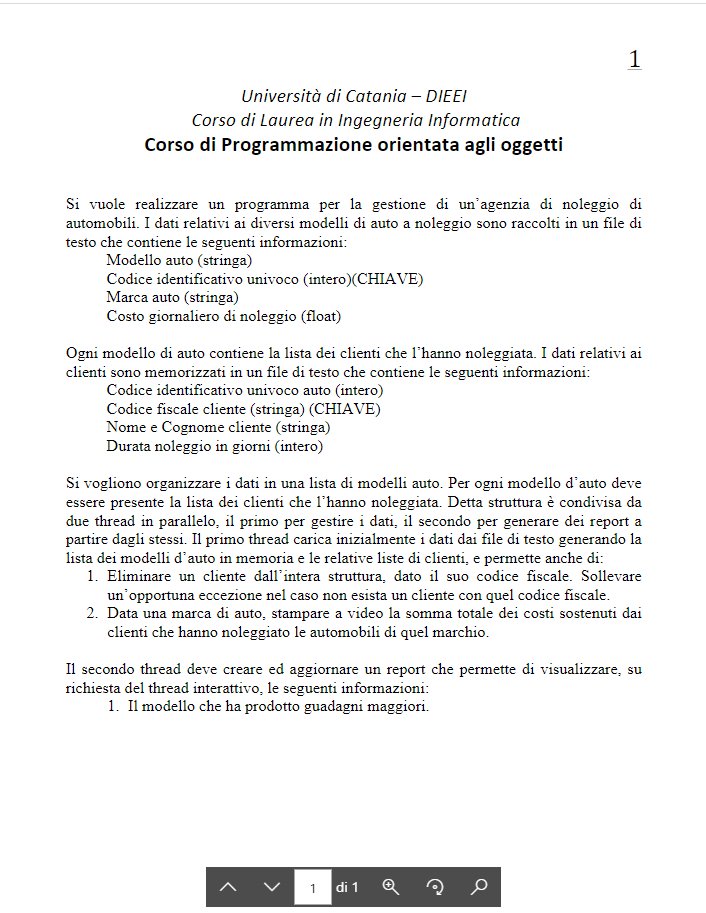 1
Università di Catania – DIEEI
Corso di Laurea in Ingegneria Informatica
Corso di Programmazione orientata agli oggetti
Si vuole realizzare un programma per la gestione di un'agenzia di noleggio di
automobili. I dati relativi ai diversi modelli di auto a noleggio sono raccolti in un file di
testo che contiene le seguenti informazioni:
Modello auto (stringa)
Codice identificativo univoco (intero)(CHIAVE)
Marca auto (stringa)
Costo giornaliero di noleggio (float)
Ogni modello di auto contiene la lista dei clienti che l'hanno noleggiata. I dati relativi ai
clienti sono memorizzati in un file di testo che contiene le seguenti informazioni:
Codice identificativo univoco auto (intero)
Codice fiscale cliente (stringa) (CHIAVE)
Nome e Cognome cliente (stringa)
Durata noleggio in giorni (intero)
Si vogliono organizzare i dati in una lista di modelli auto. Per ogni modello d'auto deve
essere presente la lista dei clienti che l'hanno noleggiata. Detta struttura è condivisa da
due thread in parallelo, il primo per gestire i dati, il secondo per generare dei report a
partire dagli stessi. Il primo thread carica inizialmente i dati dai file di testo generando la
lista dei modelli d'auto in memoria e le relative liste di clienti, e permette anche di:
1. Eliminare un cliente dall'intera struttura, dato il suo codice fiscale. Sollevare
un'opportuna eccezione nel caso non esista un cliente con quel codice fiscale.
2. Data una marca di auto, stampare a video la somma totale dei costi sostenuti dai
clienti che hanno noleggiato le automobili di quel marchio.
Il secondo thread deve creare ed aggiornare un report che permette di visualizzare, su
richiesta del thread interattivo, le seguenti informazioni:
1. Il modello che ha prodotto guadagni maggiori.
1 di 1